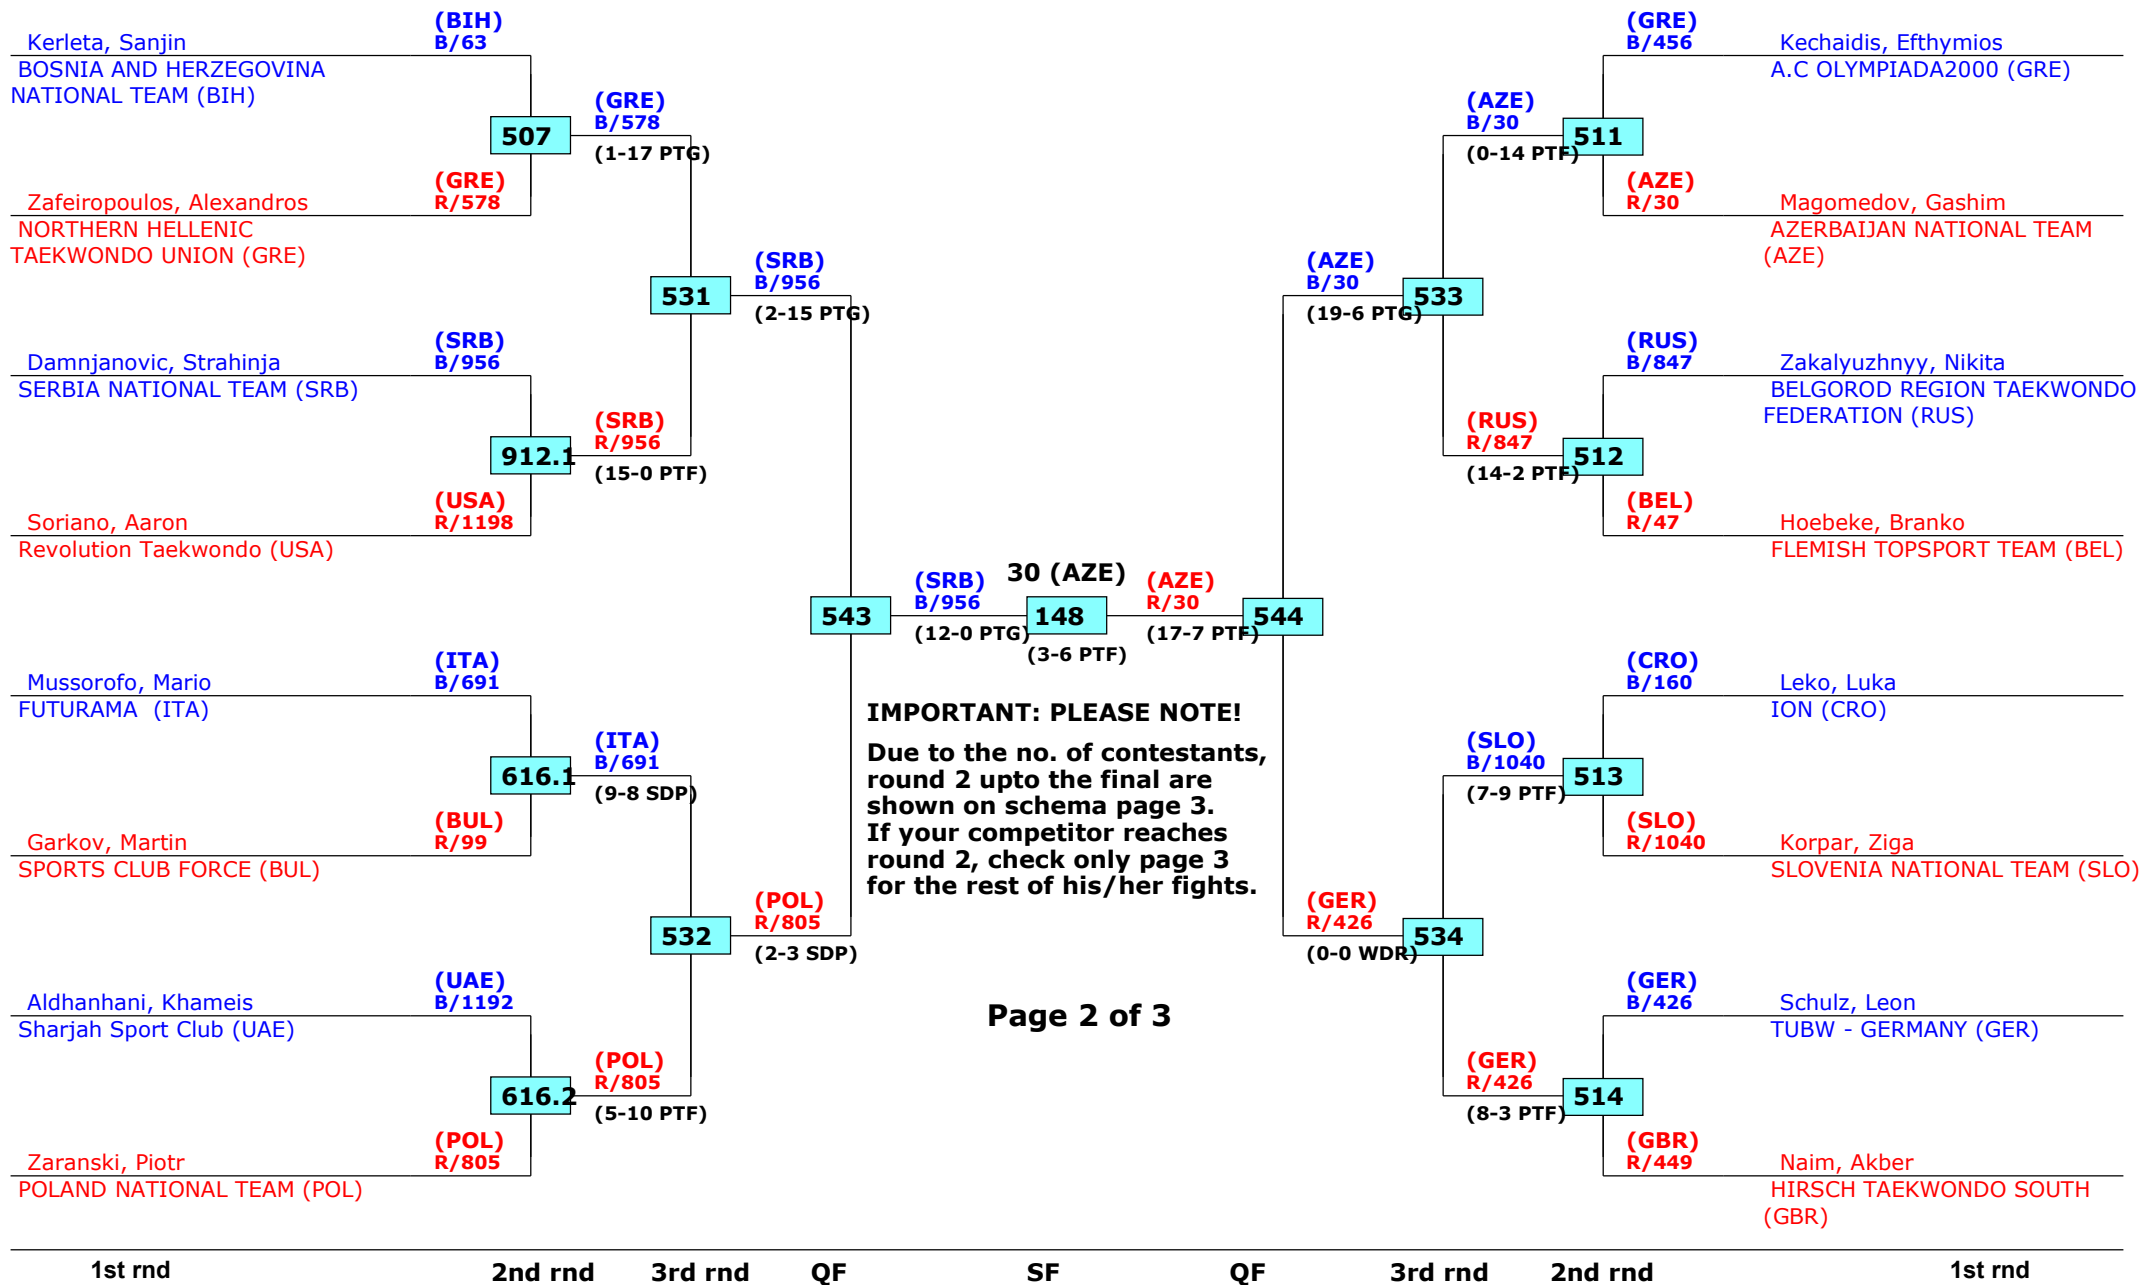 (BIH)
B/63
Kerleta, Sanjin
BOSNIA AND HERZEGOVINA
NATIONAL TEAM (BIH)
507
(GRE)
B/578
(1-17 PTG)
(GRE)
R/578
Zafeiropoulos, Alexandros
NORTHERN HELLENIC
TAEKWONDO UNION (GRE)
531
(SRB)
B/956
(2-15 PTG)
(SRB)
B/956
Damnjanovic, Strahinja
SERBIA NATIONAL TEAM (SRB)
912.1
(SRB)
R/956
(15-0 PTF)
(USA)
R/1198
Soriano, Aaron
Revolution Taekwondo (USA)
543
(SRB)
B/956
(12-0 PTG)
(ITA)
B/691
Mussorofo, Mario
FUTURAMA  (ITA)
616.1
(ITA)
B/691
(9-8 SDP)
(BUL)
R/99
Garkov, Martin
SPORTS CLUB FORCE (BUL)
532
(POL)
R/805
(2-3 SDP)
(UAE)
B/1192
Aldhanhani, Khameis
Sharjah Sport Club (UAE)
616.2
(POL)
R/805
(5-10 PTF)
(POL)
R/805
Zaranski, Piotr
POLAND NATIONAL TEAM (POL)
30 (AZE)
148
(3-6 PTF)
IMPORTANT: PLEASE NOTE!
Due to the no. of contestants,
round 2 upto the final are
shown on schema page 3.
If your competitor reaches
round 2, check only page 3
for the rest of his/her fights.
Page 2 of 3
(AZE)
R/30
(17-7 PTF)
544
(GRE)
B/456
Kechaidis, Efthymios
A.C OLYMPIADA2000 (GRE)
(AZE)
B/30
(0-14 PTF)
511
(AZE)
R/30
Magomedov, Gashim
AZERBAIJAN NATIONAL TEAM
(AZE)
(AZE)
B/30
(19-6 PTG)
533
(RUS)
B/847
Zakalyuzhnyy, Nikita
BELGOROD REGION TAEKWONDO
FEDERATION (RUS)
(RUS)
R/847
(14-2 PTF)
512
(BEL)
R/47
Hoebeke, Branko
FLEMISH TOPSPORT TEAM (BEL)
(CRO)
B/160
Leko, Luka
ION (CRO)
(SLO)
B/1040
(7-9 PTF)
513
(SLO)
R/1040
Korpar, Ziga
SLOVENIA NATIONAL TEAM (SLO)
(GER)
R/426
(0-0 WDR)
534
(GER)
B/426
Schulz, Leon
TUBW - GERMANY (GER)
(GER)
R/426
(8-3 PTF)
514
(GBR)
R/449
Naim, Akber
HIRSCH TAEKWONDO SOUTH
(GBR)
1st rnd 2nd rnd 3rd rnd QF SF QF 3rd rnd 2nd rnd 1st rnd